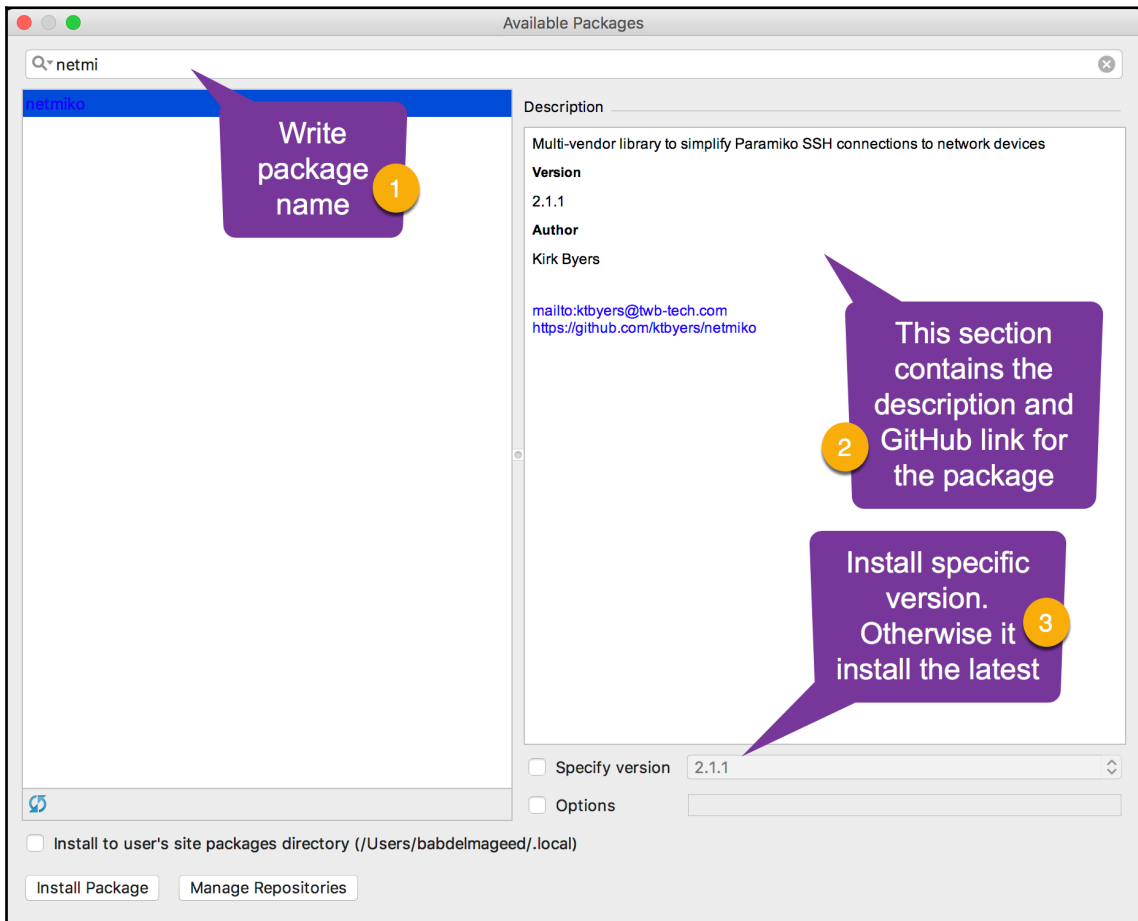 Available Packages
netmi
netmiko
Write
package
name
1
Description
Multi-vendor library to simplify Paramiko SSH connections to network devices
Version
2.1.1
Author
Kirk Byers
mailto:ktbyers@twb-tech.com
https://github.com/ktbyers/netmiko
This section
contains the
description and
GitHub link for
the package
2
Install specific
version.
Otherwise it
install the latest
3
Specify version
2.1.1
Options
Install to user's site packages directory (/Users/babdelmageed/.local)
Install Package
Manage Repositories